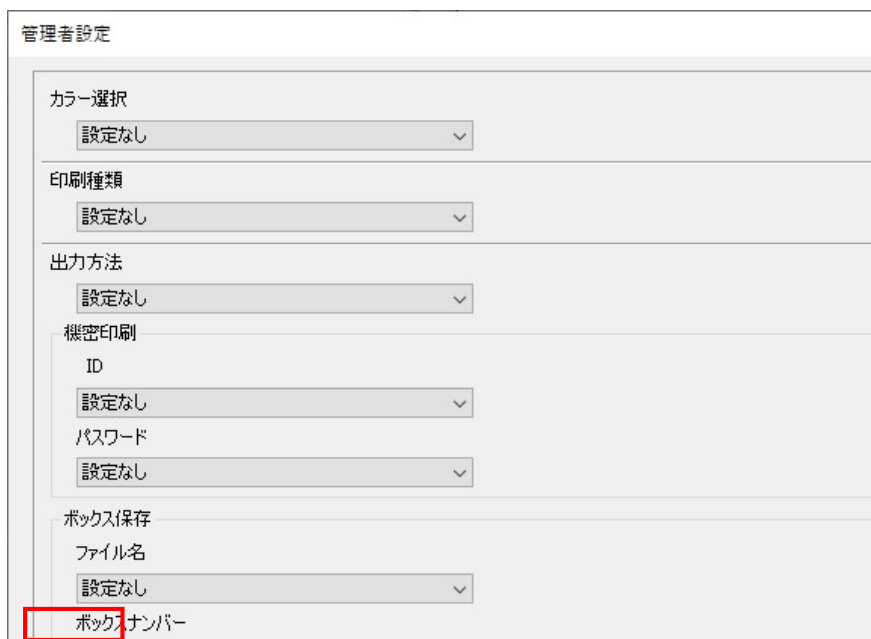 管理者設定
カラー選択
設定なし
印刷種類
設定なし
出力方法
設定なし
機密印刷
ID
設定なし
パスワード
設定なし
ボックス保存
ファイル名
設定なし
ボックスナンバー